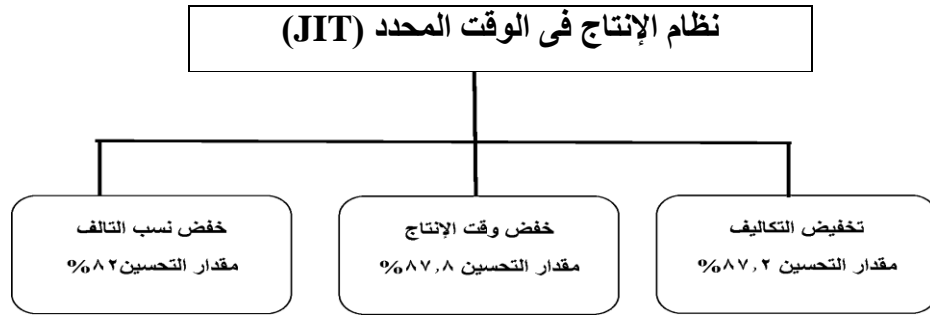 نظام الإنتاج فى الوقت المحدد (JIT)
تخفيض التكاليف
مقدار التحسين ٨٧,٢%
خفض وقت الإنتاج
مقدار التحسين ٨٧,٨%
خفض نسب التالف
مقدار التحسين٨٢%